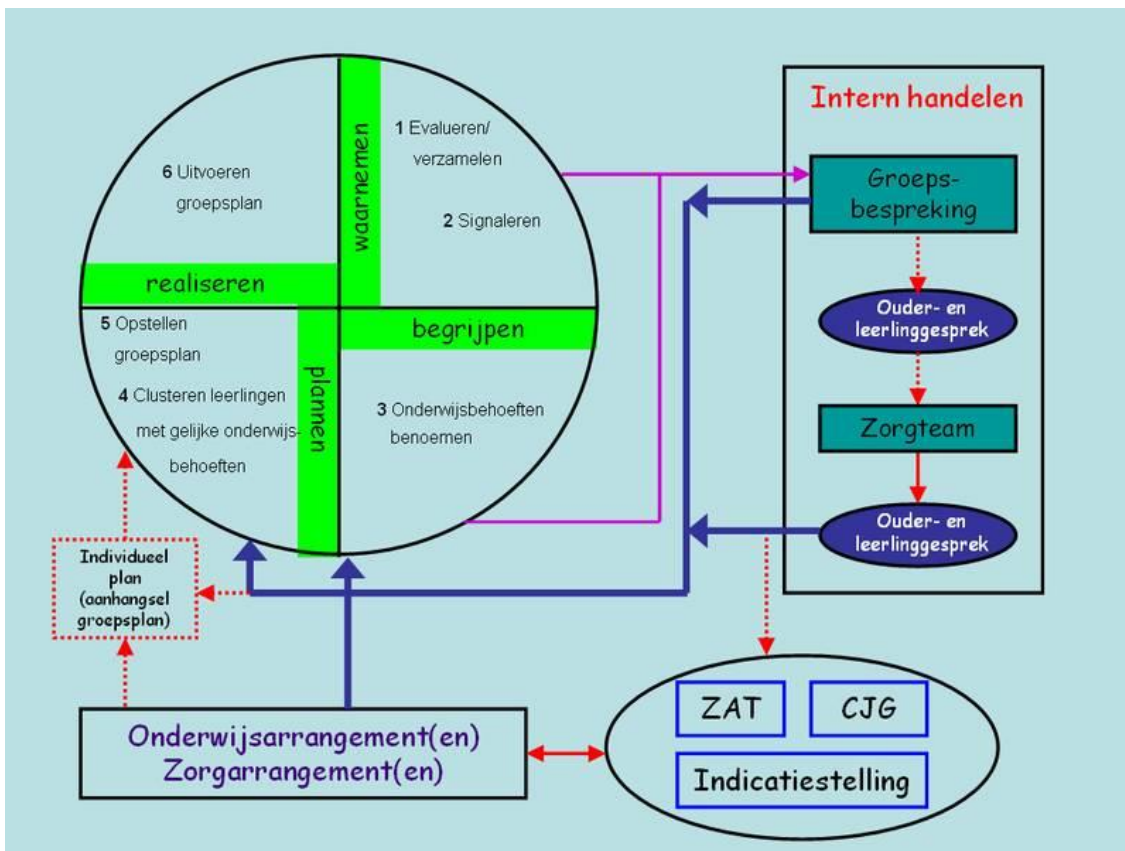 1 Evalueren/
verzamelen
2 Signaleren
waarnemen
6 Uitvoeren
groepsplan
realiseren
begrijpen
3 Onderwijsbehoeften
benoemen
plannen
5 Opstellen
groepsplan
4 Clusteren leerlingen
met gelijke onderwijs-
behoeften
Individueel
plan
(aanhangsel
groepsplan)
Onderwijsarrangement(en)
Zorgarrangement(en)
Intern handelen
Groeps-
bespreking
Ouder- en
leerlinggesprek
Zorgteam
Ouder- en
leerlinggesprek
ZAT
CJG
Indicatiestelling